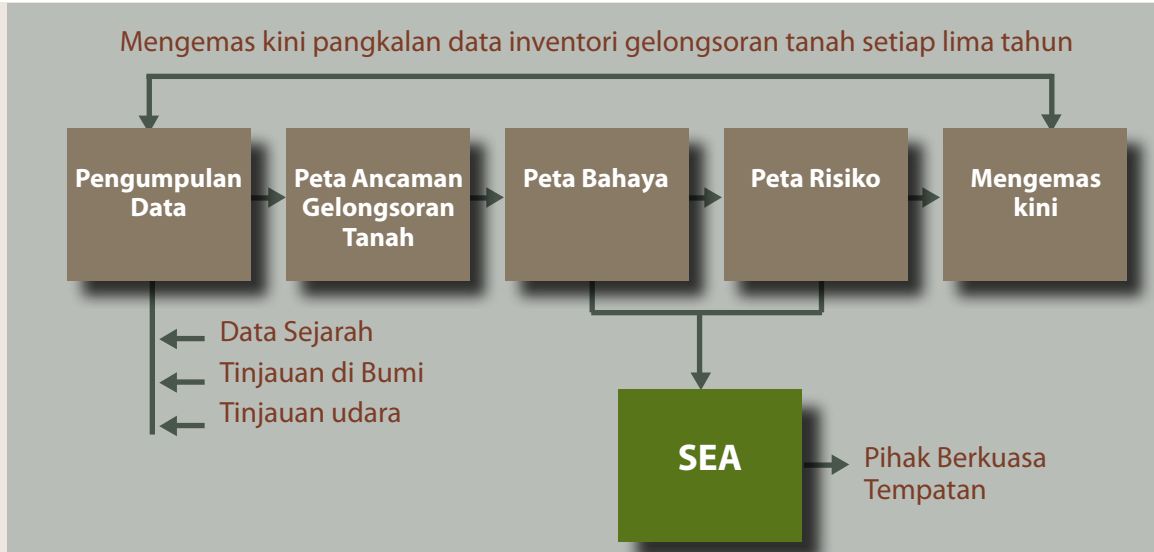 Mengemas kini pangkalan data inventori gelongsoran tanah setiap lima tahun
Pengumpulan
Data
Peta Ancaman
Gelongsoran
Tanah
Peta Bahaya
Peta Risiko
Mengemas
kini
Data Sejarah
Tinjauan di Bumi
Tinjauan udara
SEA
Pihak Berkuasa
Tempatan